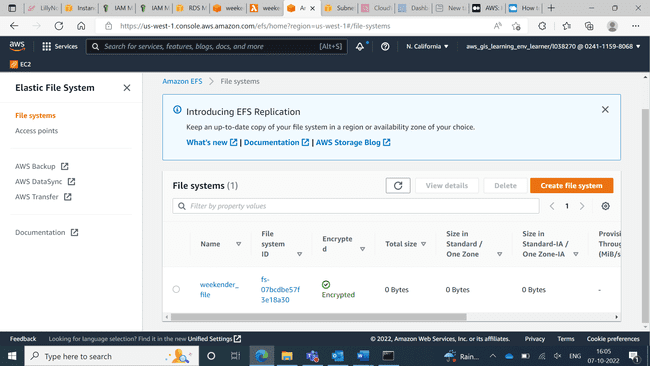 LillyNo
Instanc
IAM M
IAM M
RDS M
weeke
weeke
Ar
Subne
Cloud
Dashb
New t
AWS:
How t
https://us-west-1.console.aws.amazon.com/efs/home?region=us-west-1#/file-systems
aws
Services
Search for services, features, blogs, docs, and more
[Alt+S]
N. California
aws_gis_learning_env_learner/l038270 @ 0241-1159-8068
EC2
Elastic File System
File systems
Access points
AWS Backup
AWS DataSync
AWS Transfer
Documentation
Amazon EFS > File systems
Introducing EFS Replication
Keep an up-to-date copy of your file system in a region or availability zone of your choice.
What's new | Documentation | AWS Storage Blog
File systems (1)
View details
Delete
Create file system
Filter by property values
1
Name
File system ID
Encrypted
Total size
Size in Standard / One Zone
Size in Standard-IA / One Zone-IA
Provisi Throug (MiB/s
weekender_file
fs-07bcdbe57f3e18a30
Encrypted
0 Bytes
0 Bytes
0 Bytes
-
Feedback
Looking for language selection? Find it in the new Unified Settings
© 2022, Amazon Web Services, Inc. or its affiliates.
Privacy
Terms
Cookie preferences
Type here to search
Rain...
ENG
16:05
07-10-2022